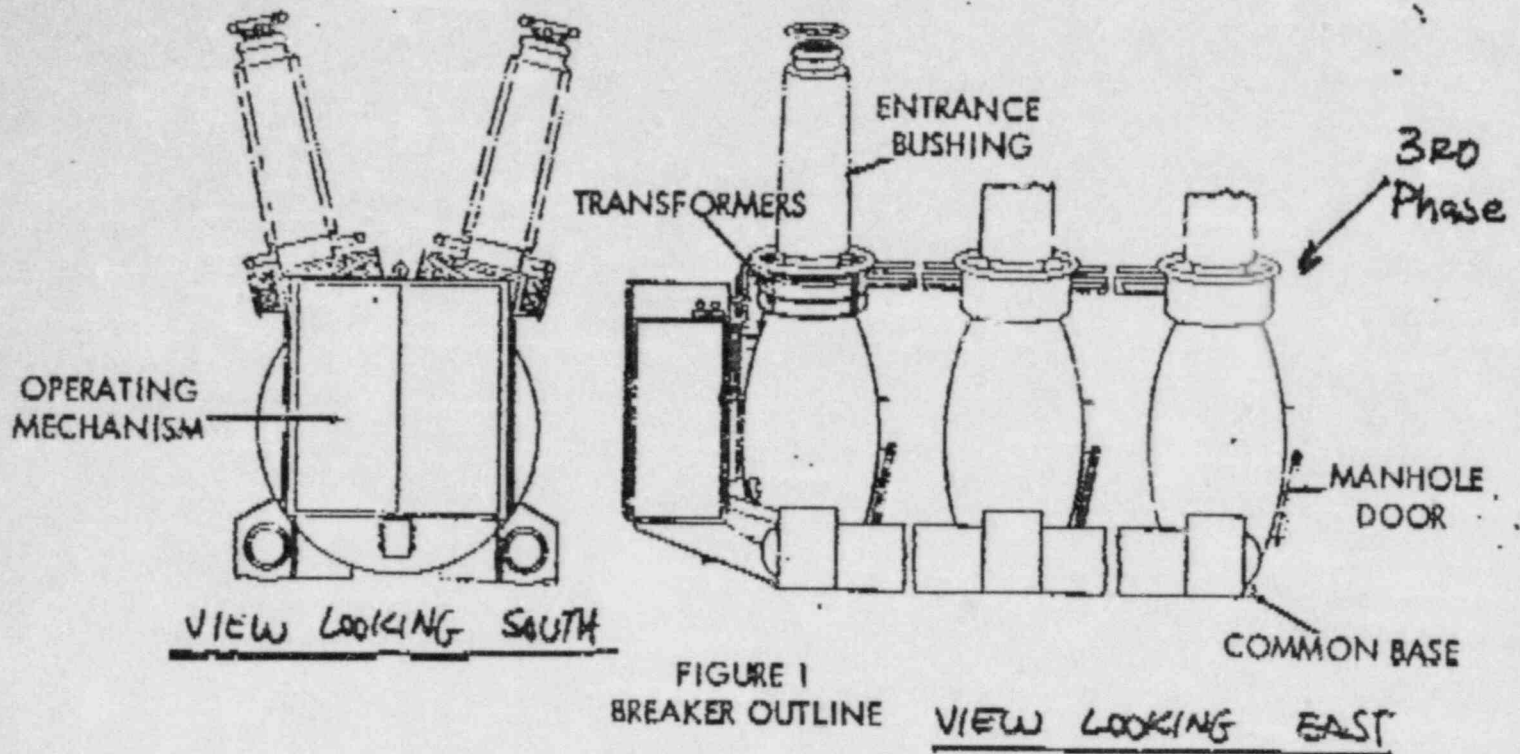 ENTRANCE
BUSHING
3RD
Phase
TRANSFORMERS
OPERATING
MECHANISM
MANHOLE
DOOR
COMMON BASE
VIEW LOOKING SOUTH
FIGURE 1
BREAKER OUTLINE
VIEW LOOKING EAST